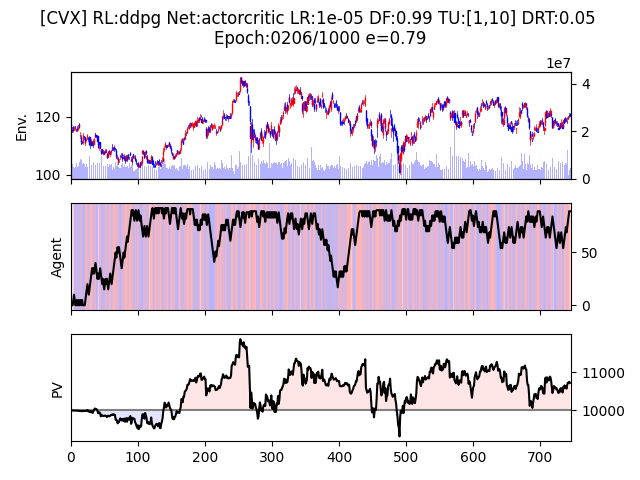 [CVX] RL:ddpg Net:actorcritic LR:1e-05 DF:0.99 TU:[1,10] DRT:0.05
Epoch:0206/1000 e=0.79
1e7
Env.
120
100
4
2
0
Agent
50
0
PV
11000
10000
0 100 200 300 400 500 600 700